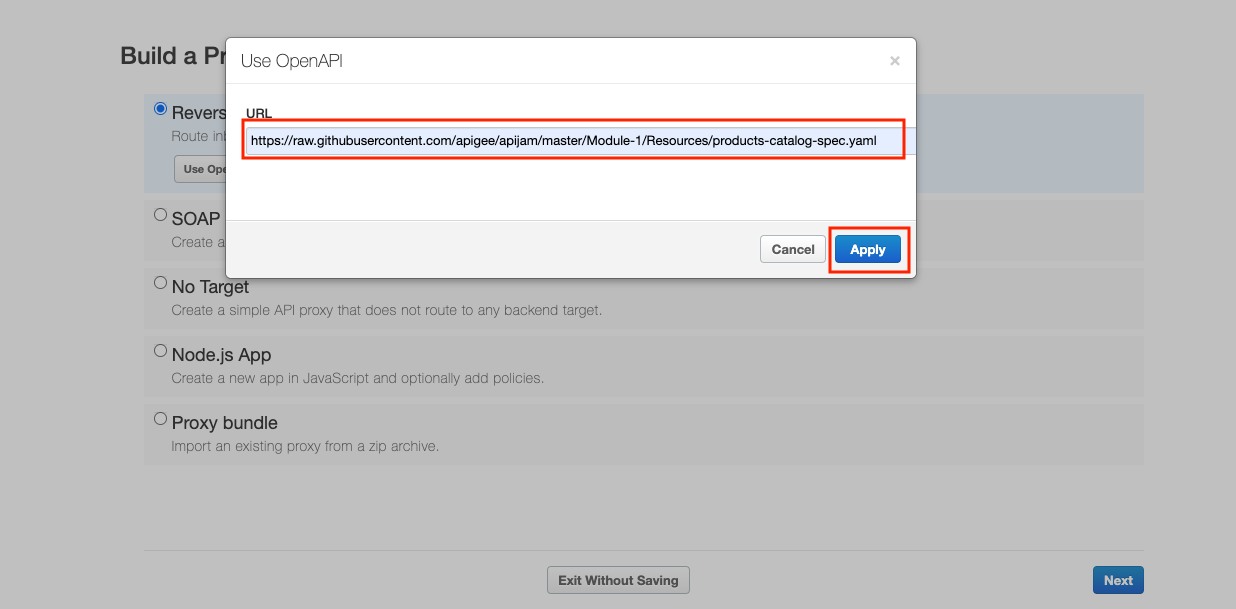 Build a Pr
Use OpenAPI
×
Revers
URL
Route inb
https://raw.githubusercontent.com/apigee/apijam/master/Module-1/Resources/products-catalog-spec.yaml
Use Ope
SOAP
Create a
Cancel
Apply
No Target
Create a simple API proxy that does not route to any backend target.
Node.js App
Create a new app in JavaScript and optionally add policies.
Proxy bundle
Import an existing proxy from a zip archive.
Exit Without Saving
Next